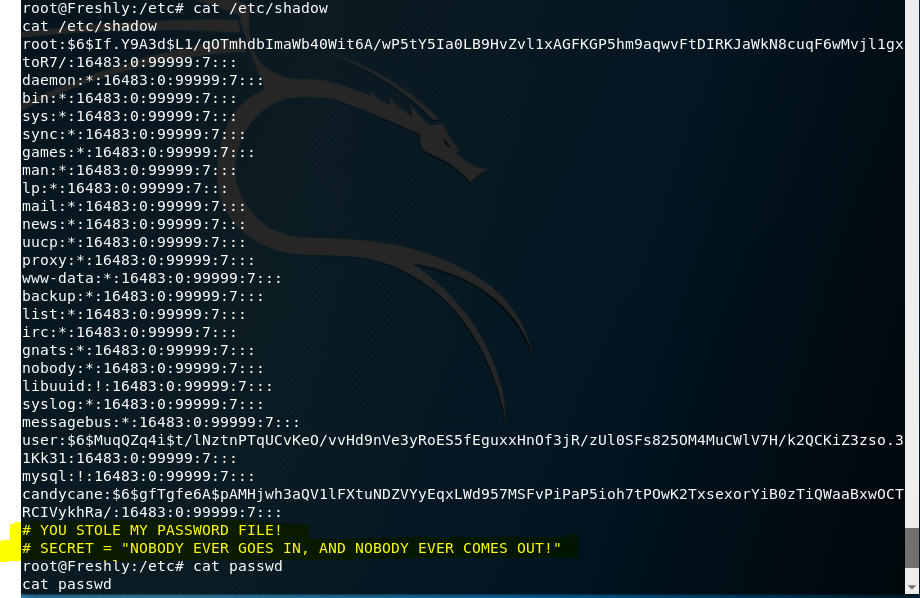 root@Freshly:/etc# cat /etc/shadow
cat /etc/shadow
root:$6$If.Y9A3d$L1/qOTmhdbImaWb40Wit6A/wP5tY5Ia0LB9HvZvl1xAGFKGP5hm9aqwvFtDIRKJaWkN8cuqF6wMvjl1gx
toR7/:16483:0:99999:7:::
daemon:*:16483:0:99999:7:::
bin:*:16483:0:99999:7:::
sys:*:16483:0:99999:7:::
sync:*:16483:0:99999:7:::
games:*:16483:0:99999:7:::
man:*:16483:0:99999:7:::
lp:*:16483:0:99999:7:::
mail:*:16483:0:99999:7:::
news:*:16483:0:99999:7:::
uucp:*:16483:0:99999:7:::
proxy:*:16483:0:99999:7:::
www-data:*:16483:0:99999:7:::
backup:*:16483:0:99999:7:::
list:*:16483:0:99999:7:::
irc:*:16483:0:99999:7:::
gnats:*:16483:0:99999:7:::
nobody:*:16483:0:99999:7:::
libuuid:!:16483:0:99999:7:::
syslog:*:16483:0:99999:7:::
messagebus:*:16483:0:99999:7:::
user:$6$MuqQZq4i$t/lNztnPTqUCvKeO/vvHd9nVe3yRoES5fEguxxHnOf3jR/zUl0SFs825OM4MuCWlV7H/k2QCKiZ3zso.3
1Kk31:16483:0:99999:7:::
mysql:!:16483:0:99999:7:::
candycane:$6$gfTgfe6A$pAMHjwh3aQV1lFXtuNDZVYyEqxLWd957MSFvPiPaP5ioh7tPOwK2TxsexorYiB0zTiQWaaBxwOCT
RCIVykhRa/:16483:0:99999:7:::
# YOU STOLE MY PASSWORD FILE!
# SECRET = "NOBODY EVER GOES IN, AND NOBODY EVER COMES OUT!"
root@Freshly:/etc# cat passwd
cat passwd